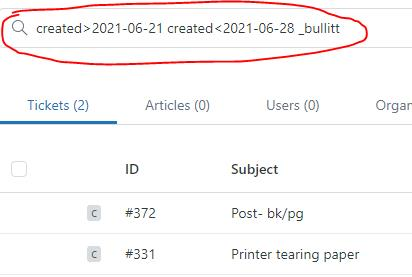 created>2021-06-21 created<2021-06-28 _bullitt
Tickets (2) Articles (0) Users (0) Organ
ID Subject
c #372 Post- bk/pg
c #331 Printer tearing paper